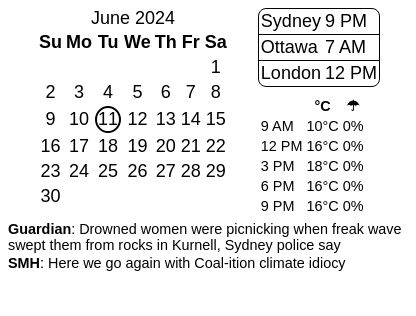 June 2024
Su Mo Tu We Th Fr Sa
1
2 3 4 5 6 7 8
9 10 11 12 13 14 15
16 17 18 19 20 21 22
23 24 25 26 27 28 29
30
Sydney 9 PM
Ottawa 7 AM
London 12 PM
°C ☂
9 AM 10°C 0%
12 PM 16°C 0%
3 PM 18°C 0%
6 PM 16°C 0%
9 PM 16°C 0%
Guardian: Drowned women were picnicking when freak wave
swept them from rocks in Kurnell, Sydney police say
SMH: Here we go again with Coal-ition climate idiocy